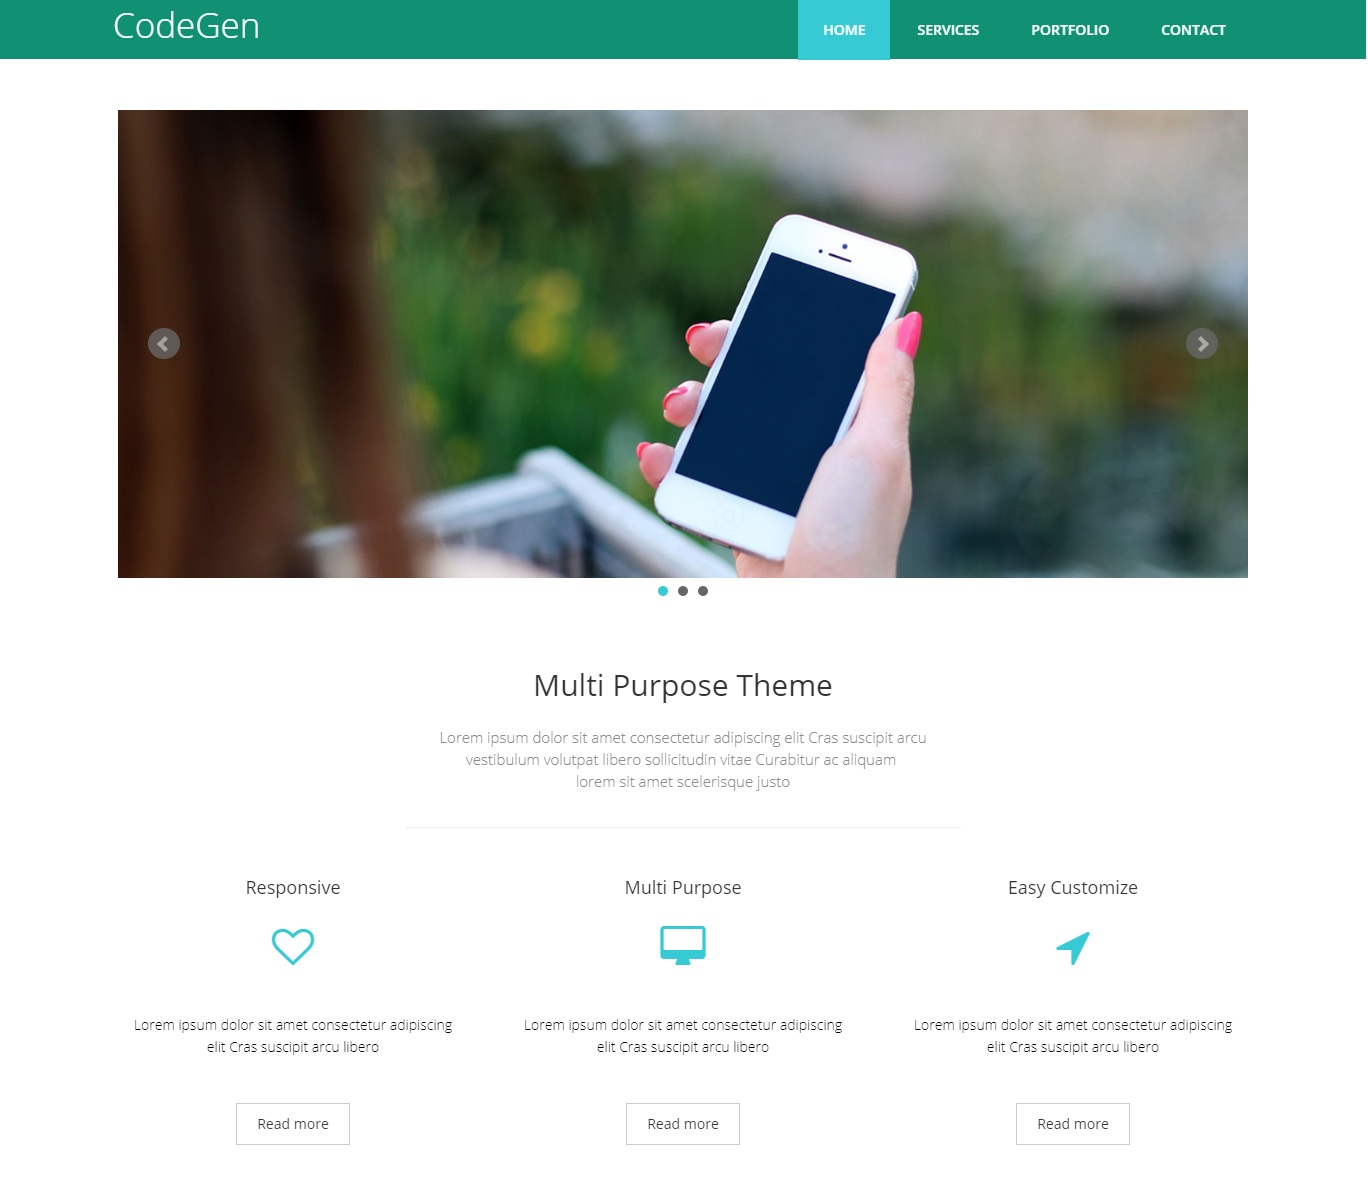 CodeGen
HOME SERVICES PORTFOLIO CONTACT
Multi Purpose Theme
Lorem ipsum dolor sit amet consectetur adipiscing elit Cras suscipit arcu
vestibulum volutpat libero sollicitudin vitae Curabitur ac aliquam
lorem sit amet scelerisque justo
Responsive
Lorem ipsum dolor sit amet consectetur adipiscing
elit Cras suscipit arcu libero
Read more
Multi Purpose
Lorem ipsum dolor sit amet consectetur adipiscing
elit Cras suscipit arcu libero
Read more
Easy Customize
Lorem ipsum dolor sit amet consectetur adipiscing
elit Cras suscipit arcu libero
Read more